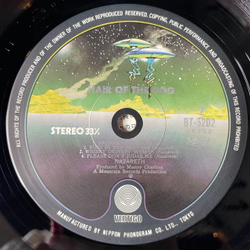 ALL RIGHTS OF THE RECORD PRODUCER AND OF THE OWNER OF THE WORK REPRODUCED RESERVED. UNAUTHORIZED COPYING, PUBLIC PERFORMANCE AND BROADCASTING OF THIS RECORD PROHIBITED
HAIR OF THE DOG
STEREO 33⅓
BT-5202
NAZARETH
Produced by Manny Charlton
A Mountain Records Production
VERTIGO
MANUFACTURED BY NIPPON PHONOGRAM CO., LTD., TOKYO